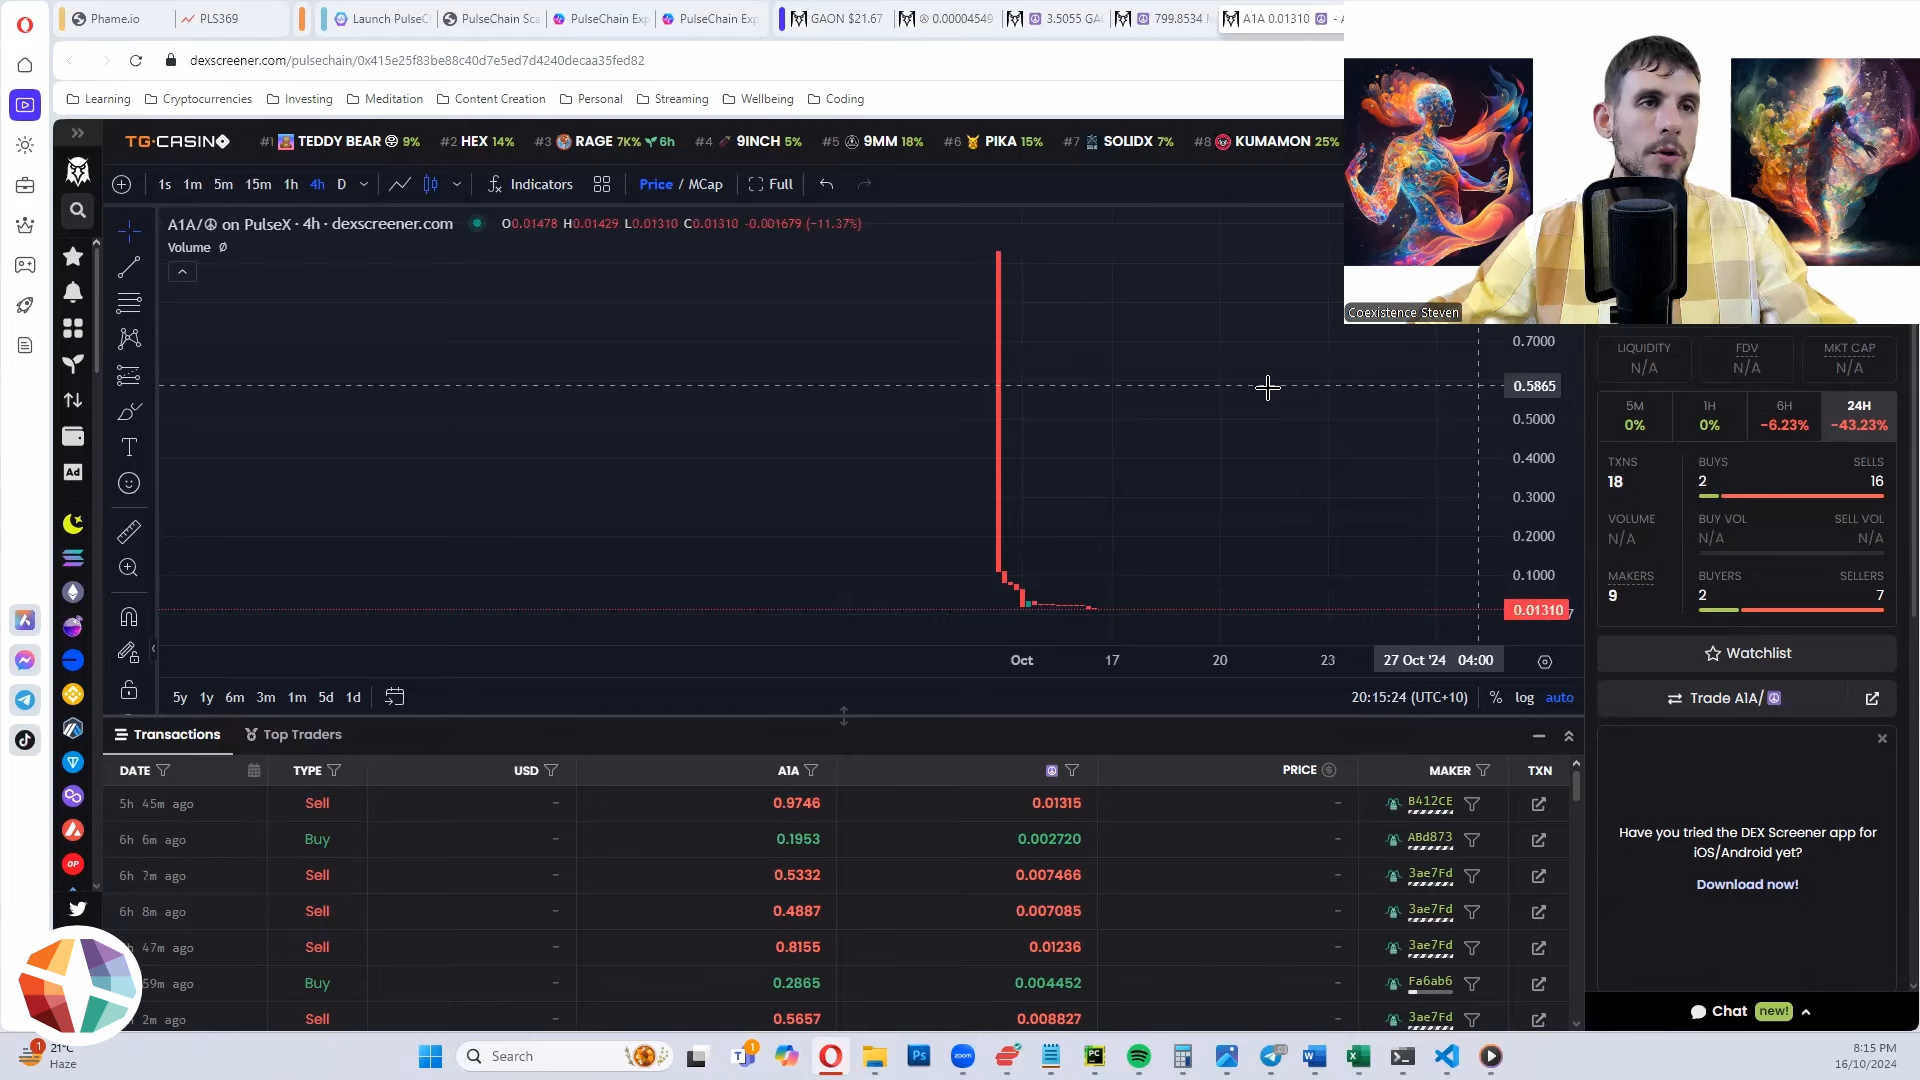 Phame.io
PLS369
Launch PulseC
PulseChain Sca
PulseChain Exp
PulseChain Exp
GAON $21.67
0.00004549
3.5055 GA
799.8534
A1A 0.01310
dexscreener.com/pulsechain/0x415e25f83be88c40d7e5ed7d4240decaa35fed82
Learning
Cryptocurrencies
Investing
Meditation
Content Creation
Personal
Streaming
Wellbeing
Coding
TG.CASINO
#1 TEDDY BEAR 9%
#2 HEX 14%
#3 RAGE 7K% 6h
#4 9INCH 5%
#5 9MM 18%
#6 PIKA 15%
#7 SOLIDX 7%
#8 KUMAMON 25%
1s 1m 5m 15m 1h 4h D
Indicators
Price / MCap
Full
A1A/☮ on PulseX · 4h · dexscreener.com
O0.01478 H0.01429 L0.01310 C0.01310 -0.001679 (−11.37%)
Volume ∅
Coexistence Steven
0.7000
0.5865
0.5000
0.4000
0.3000
0.2000
0.1000
0.01310
Oct
17
20
23
27 Oct '24 04:00
5y 1y 6m 3m 1m 5d 1d
20:15:24 (UTC+10)
% log auto
LIQUIDITY
N/A
FDV
N/A
MKT CAP
N/A
5M
0%
1H
0%
6H
-6.23%
24H
-43.23%
TXNS
18
BUYS
2
SELLS
16
VOLUME
N/A
BUY VOL
N/A
SELL VOL
N/A
MAKERS
9
BUYERS
2
SELLERS
7
Watchlist
Trade A1A/☮
Have you tried the DEX Screener app for
iOS/Android yet?
Download now!
Chat new!
Ad
OP
Transactions
Top Traders
DATE TYPE USD A1A ☮ PRICE MAKER TXN
5h 45m ago Sell - 0.9746 0.01315 - B412CE
6h 6m ago Buy - 0.1953 0.002720 - ABd873
6h 7m ago Sell - 0.5332 0.007466 - 3ae7Fd
6h 8m ago Sell - 0.4887 0.007085 - 3ae7Fd
47m ago Sell - 0.8155 0.01236 - 3ae7Fd
59m ago Buy - 0.2865 0.004452 - Fa6ab6
2m ago Sell - 0.5657 0.008827 - 3ae7Fd
1
21°C
Haze
Search
1
zoom
8:15 PM
16/10/2024